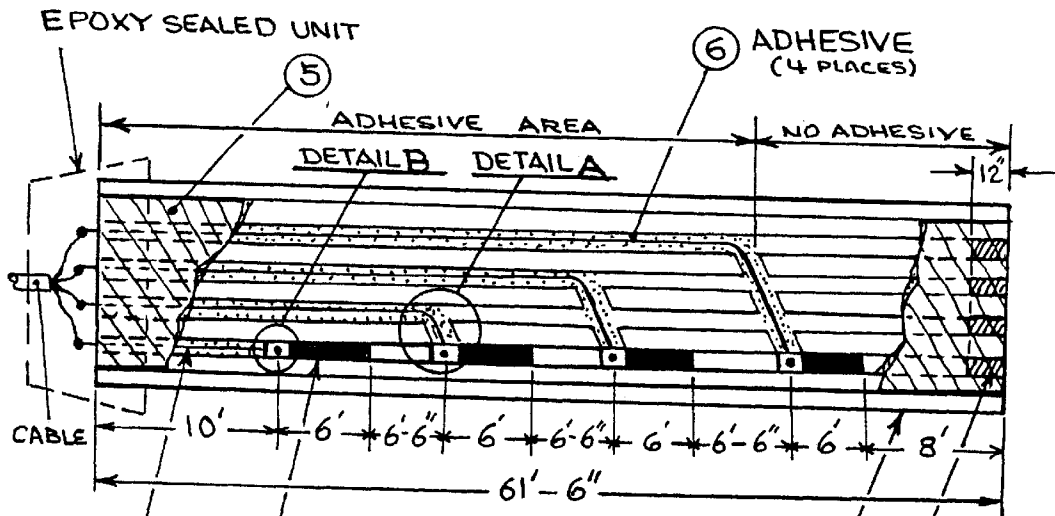 EPOXY SEALED UNIT
5
6 ADHESIVE
(4 PLACES)
ADHESIVE AREA
NO ADHESIVE
DETAIL B DETAIL A
12"
CABLE
10' 6' 6'-6" 6' 6'-6" 6' 6'-6" 6' 8'
61'-6"